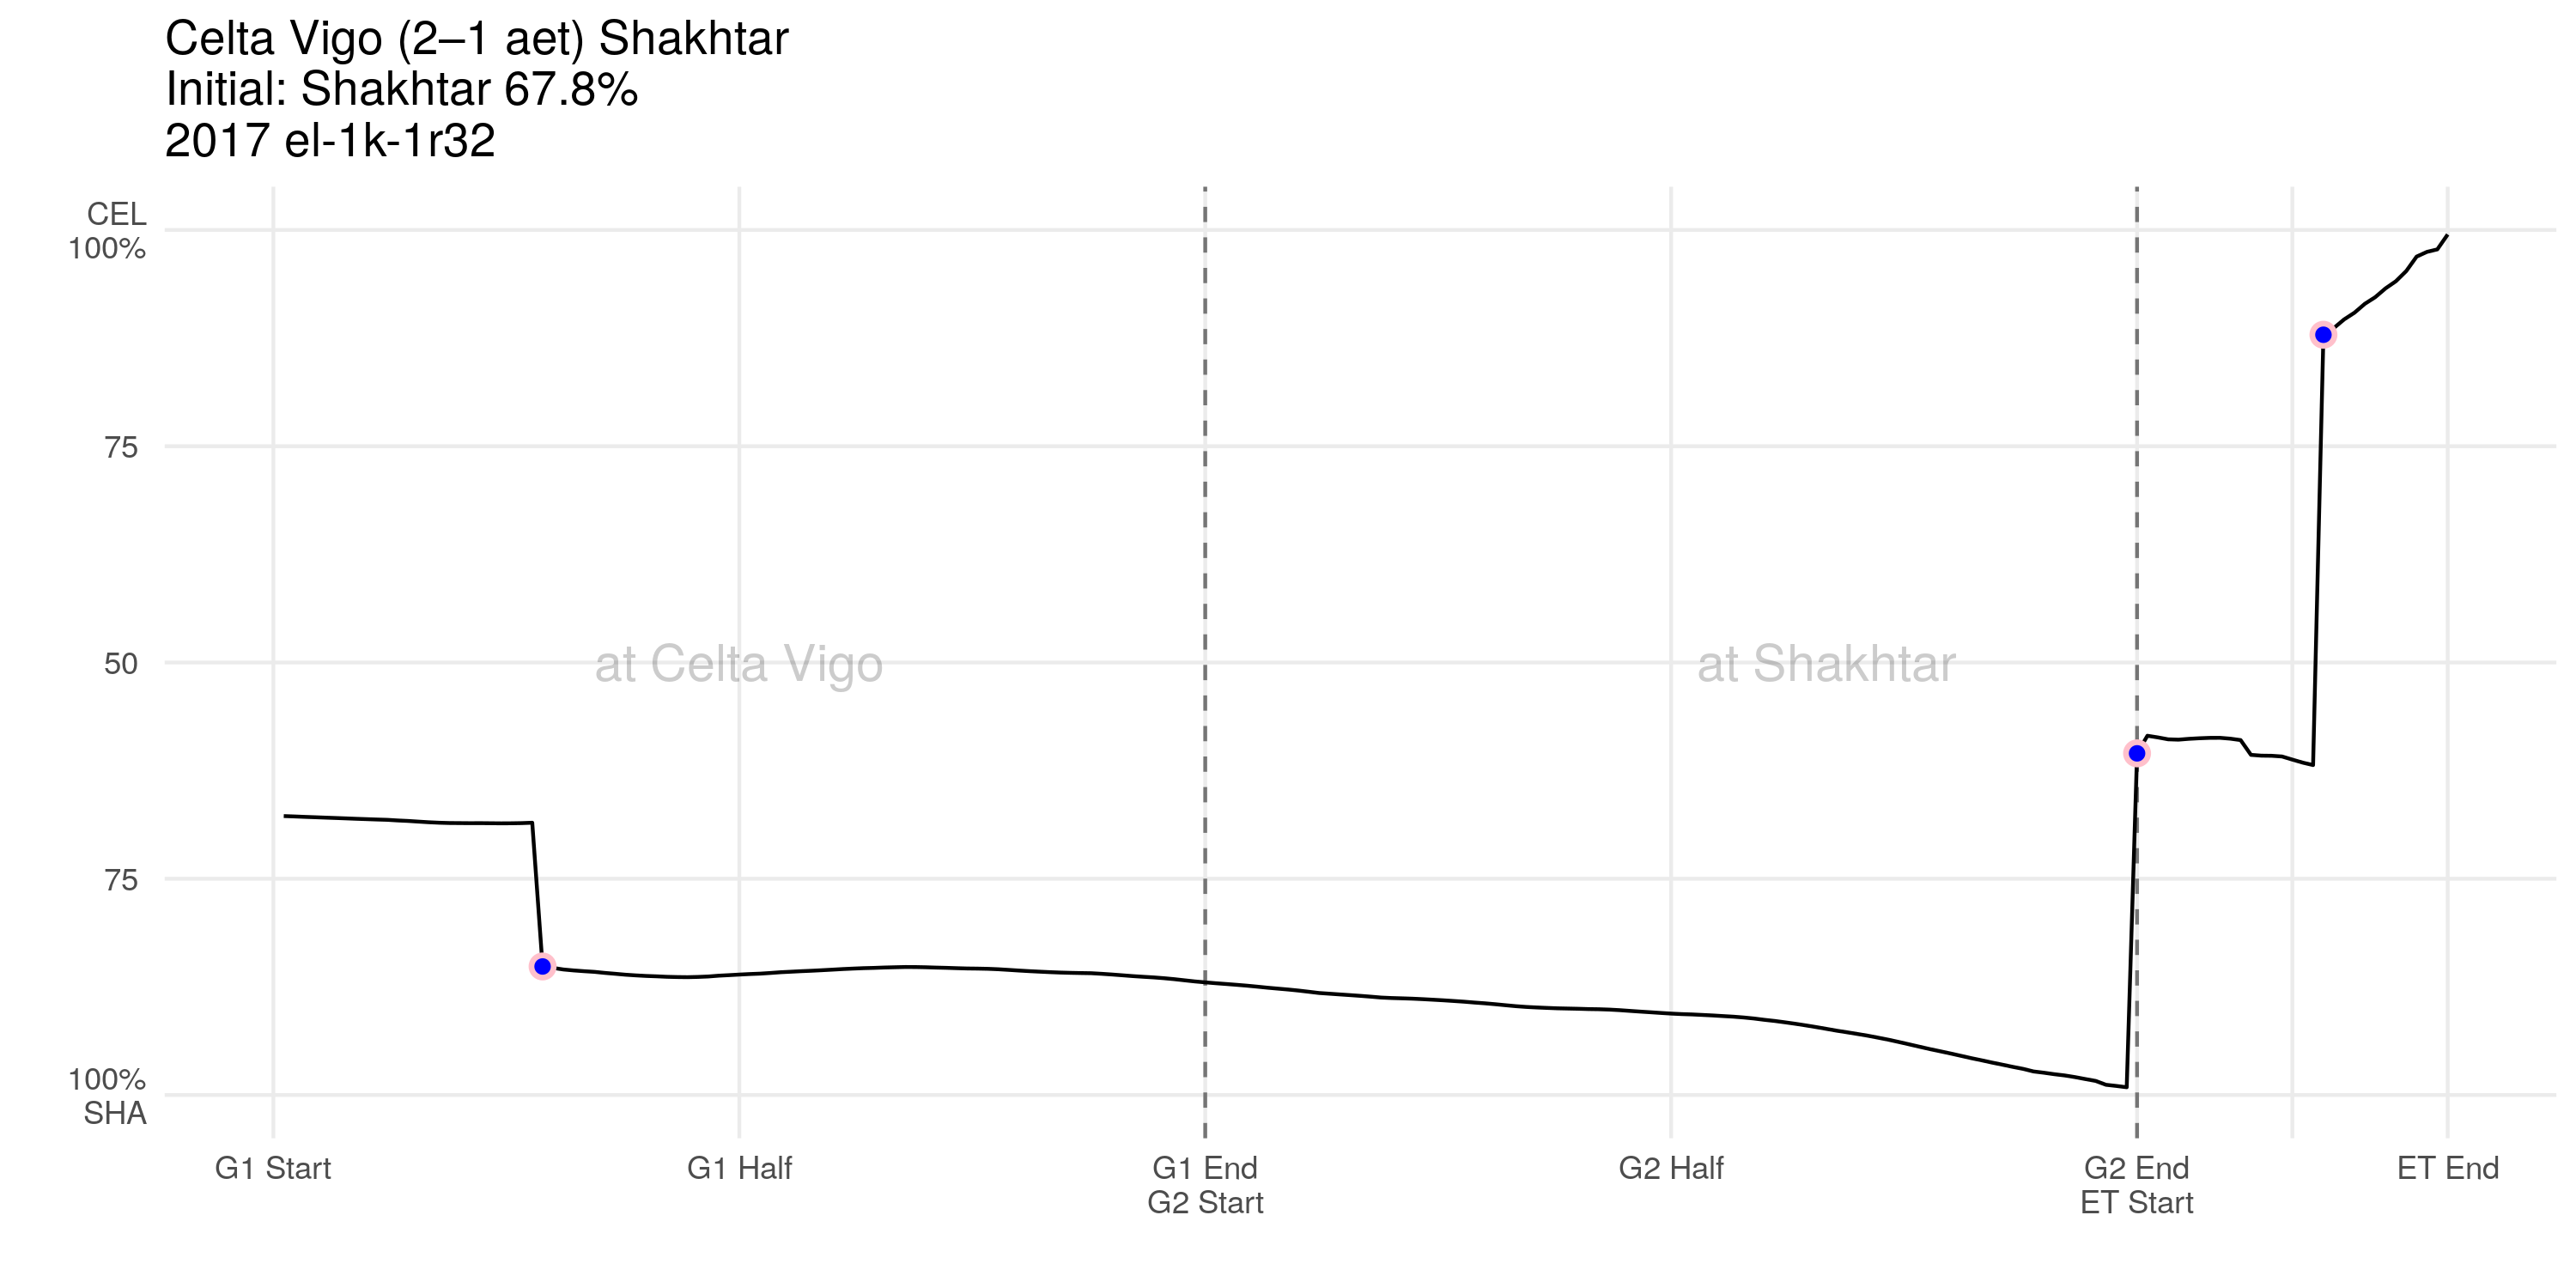 Celta Vigo (2–1 aet) Shakhtar
Initial: Shakhtar 67.8%
2017 el-1k-1r32
CEL
100%
75
50
75
100%
SHA
at Celta Vigo
at Shakhtar
G1 Start
G1 Half
G1 End
G2 Start
G2 Half
G2 End
ET Start
ET End